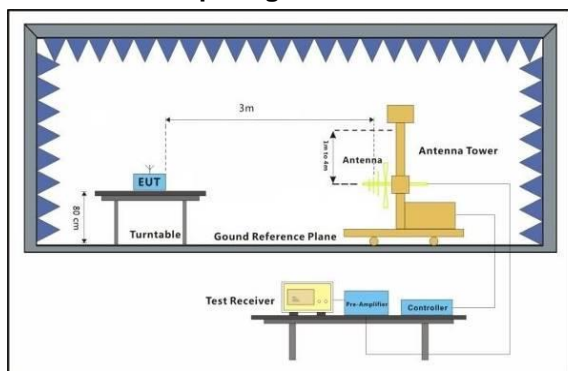 3m
1m to 4m
Antenna
Antenna Tower
EUT
80 cm
Turntable
Gound Reference Plane
Test Receiver
Pre-Amplifier
Controller